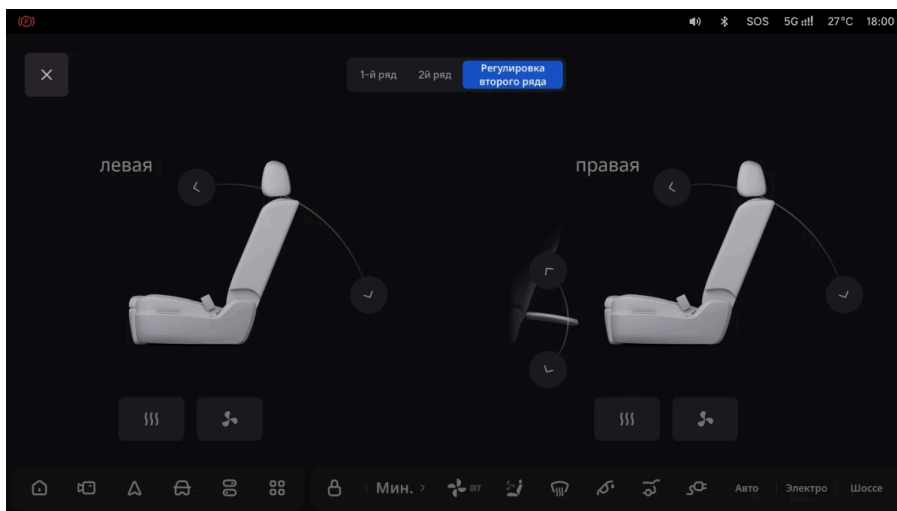 SOS 5G 27°C 18:00
1-й ряд 2й ряд Регулировка
второго ряда
левая правая
Мин. OFF Авто Электро Шоссе